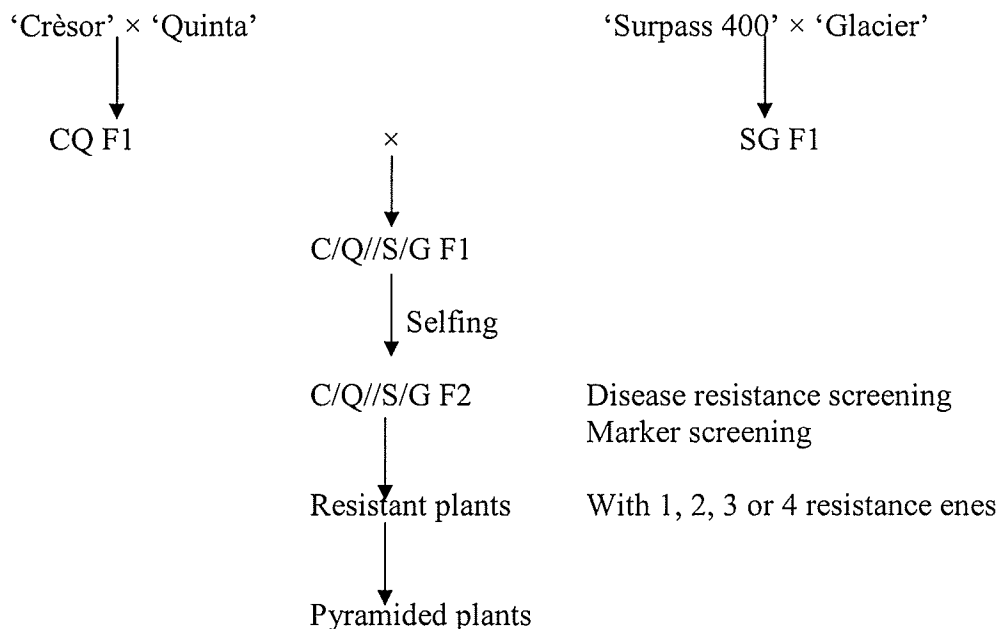 ‘Crèsor’ × ‘Quinta’ ‘Surpass 400’ × ‘Glacier’
CQ F1 × SG F1
C/Q//S/G F1
Selfing
C/Q//S/G F2 Disease resistance screening
Marker screening
Resistant plants With 1, 2, 3 or 4 resistance enes
Pyramided plants